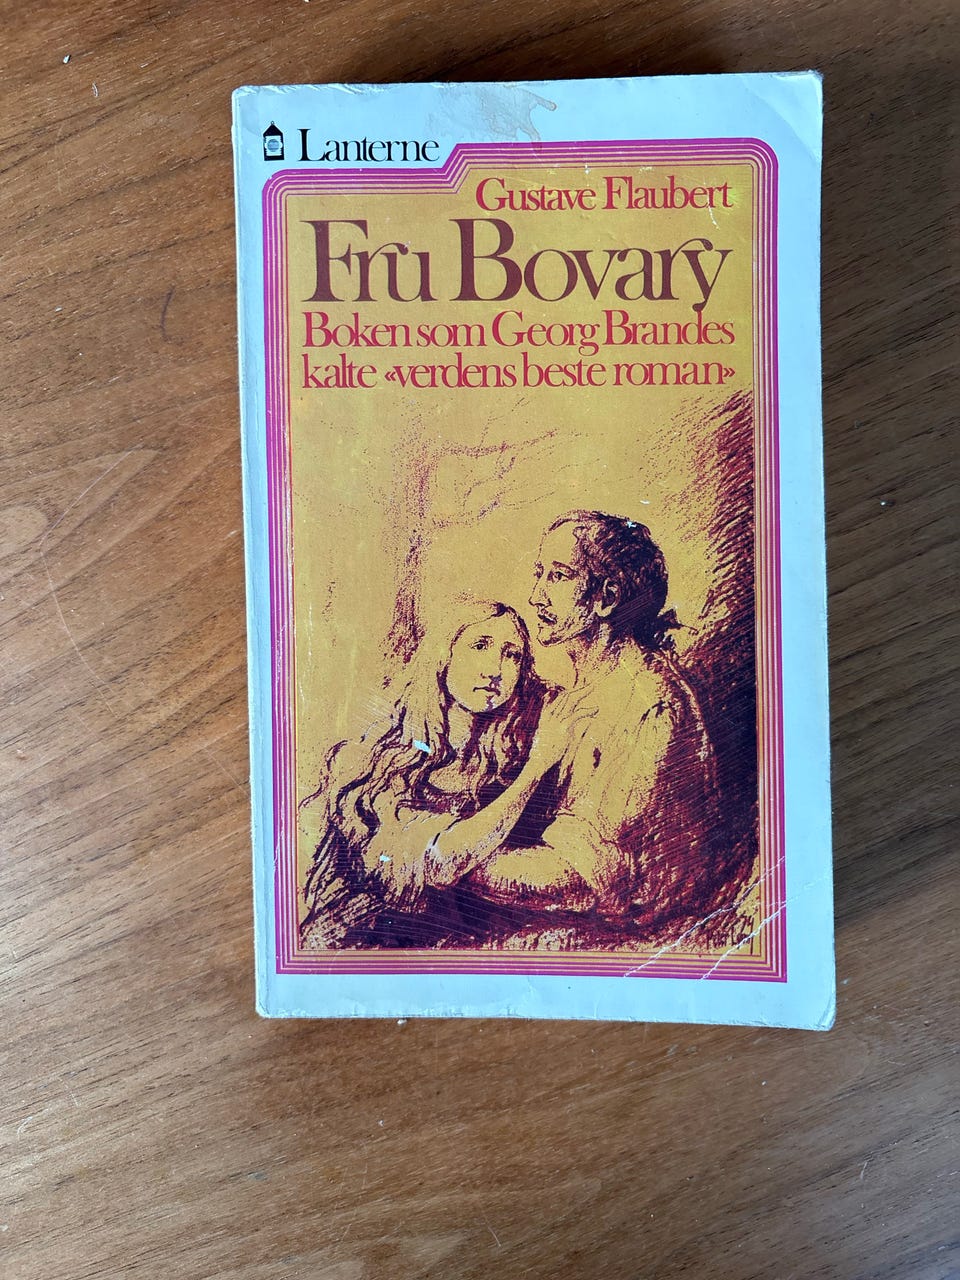 Lanterne
Gustave Flaubert
Fru Bovary
Boken som Georg Brandes
kalte «verdens beste roman»